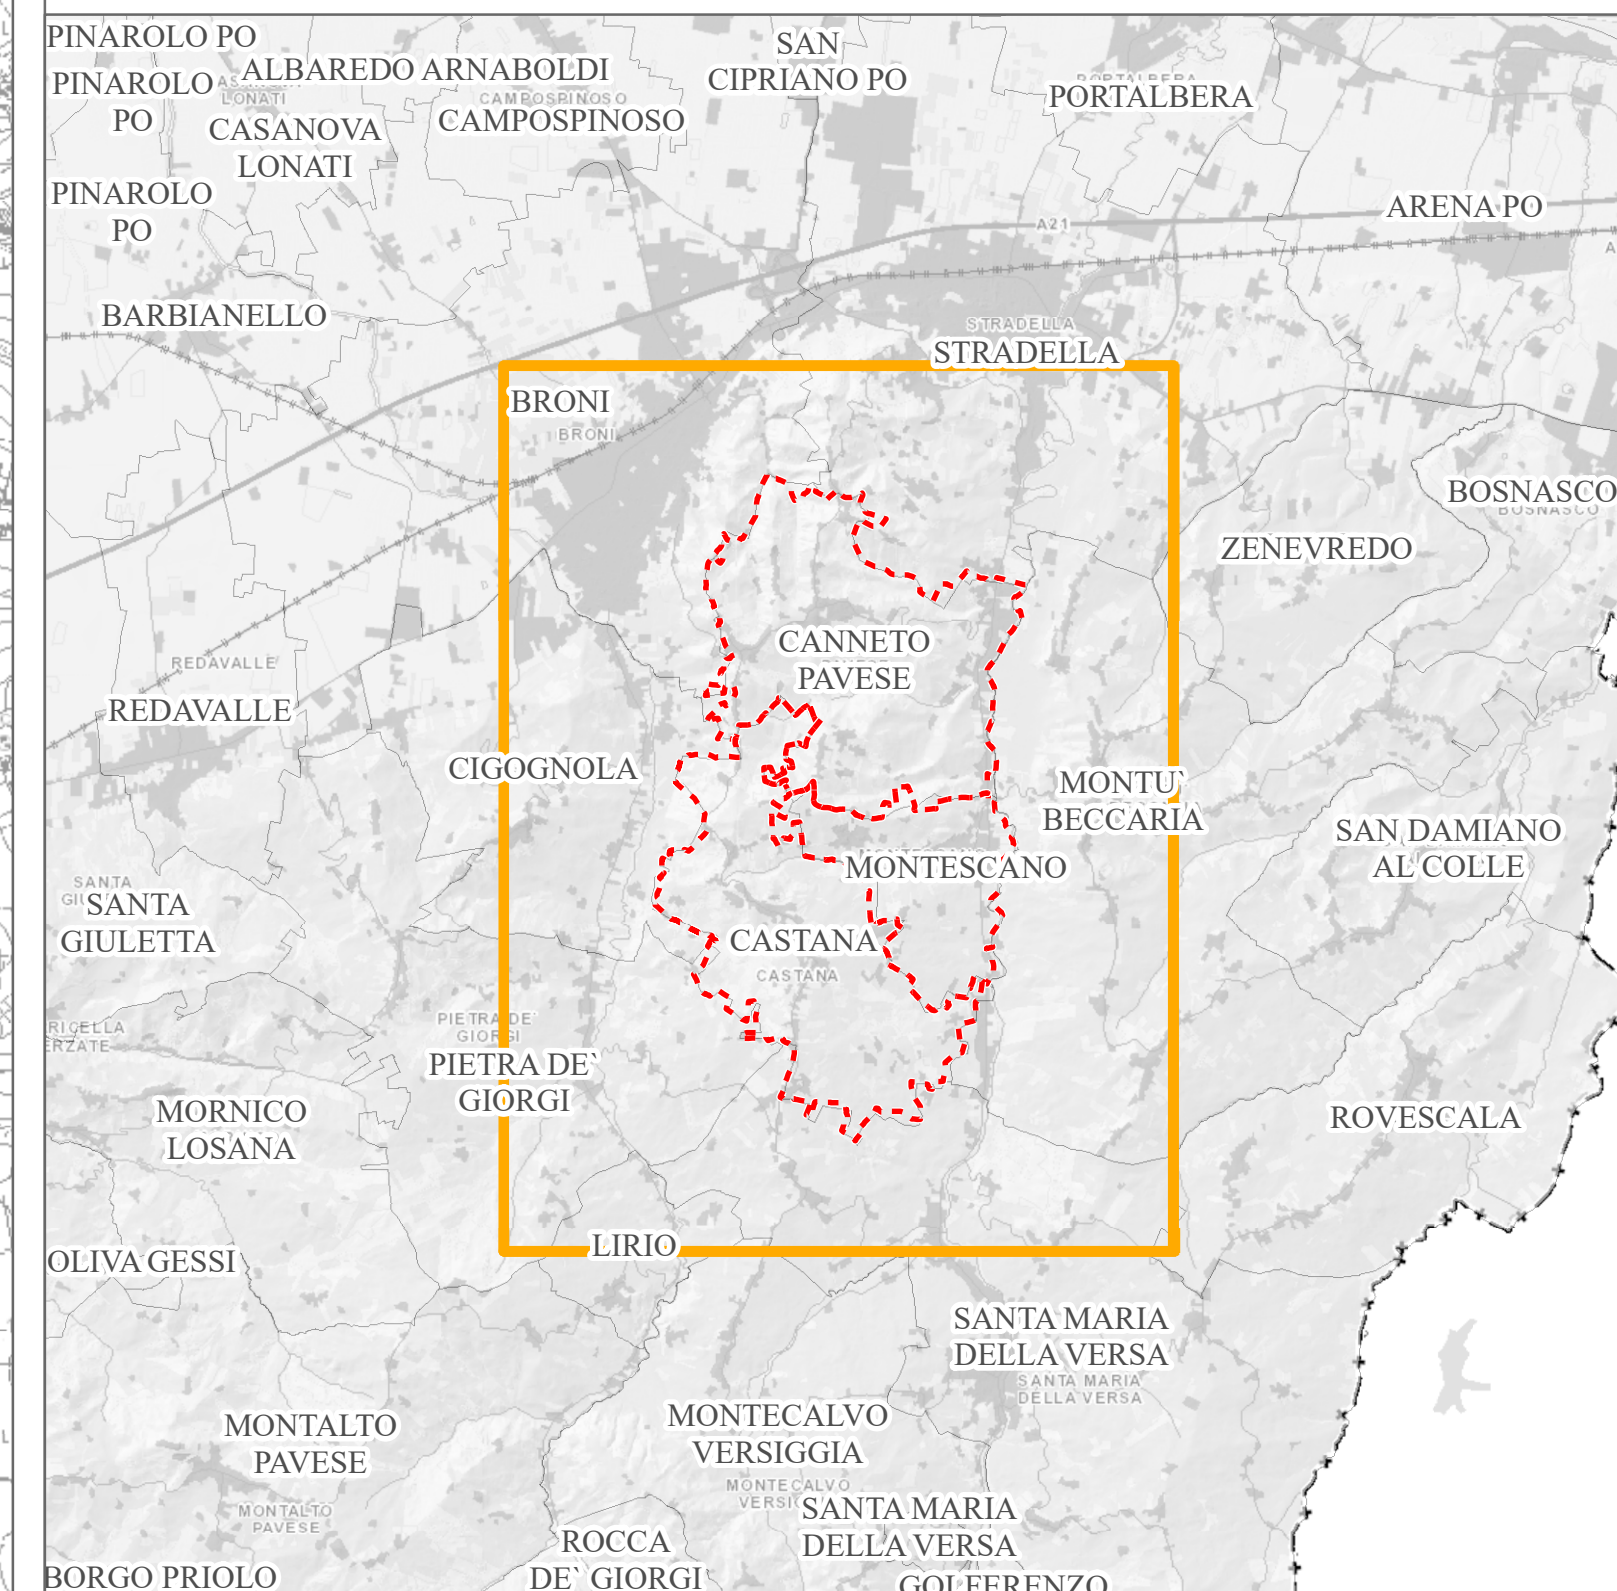 PINAROLO PO
ALBAREDO ARNABOLDI
SAN
CIPRIANO PO
PINAROLO
PO
LONATI
CAMPOSPINOSO
CAMPOSPINOSO
PORTALBERA
PORTALBERA
CASANOVA
LONATI
PINAROLO
PO
ARENA PO
A21
BARBIANELLO
STRADELLA
STRADELLA
BRONI
BRONI
BOSNASCO
BOSNASCO
ZENEVREDO
CANNETO
PAVESE
REDAVALLE
REDAVALLE
CIGOGNOLA
MONTU`
BECCARIA
SAN DAMIANO
AL COLLE
MONTESCANO
SANTA
SANTA
GIULETTA
CASTANA
CASTANA
PIETRA DE'
GIORGI
PIETRA DE`
GIORGI
MORNICO
LOSANA
ROVESCALA
LIRIO
OLIVA GESSI
SANTA MARIA
DELLA VERSA
SANTA MARIA
DELLA VERSA
MONTALTO
PAVESE
MONTECALVO
VERSIGGIA
MONTECALVO
MONTALTO
PAVESE
SANTA MARIA
DELLA VERSA
ROCCA
DE` GIORGI
BORGO PRIOLO
GOLFERENZO